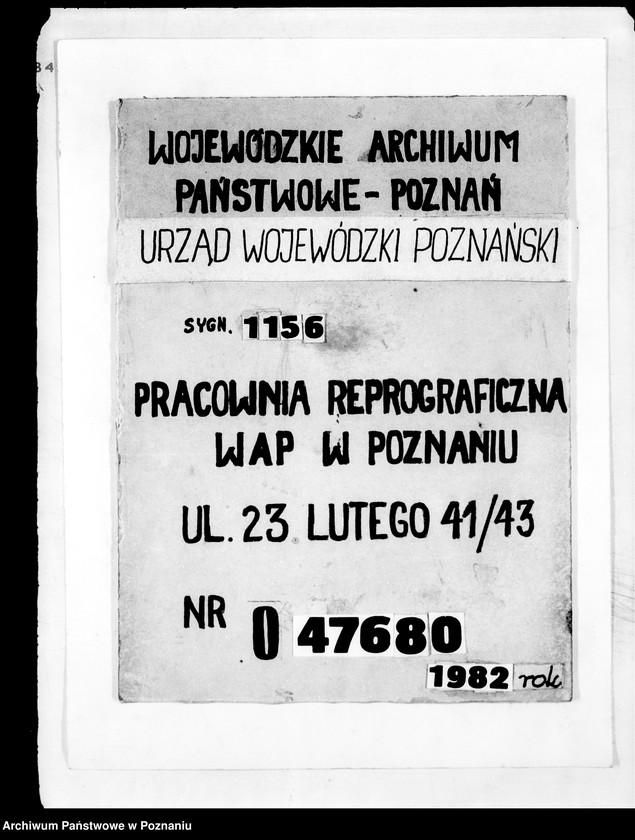 84
WOJEWÓDZKIE ARCHIWUM
PAŃSTWOWE - POZNAŃ
URZĄD WOJEWÓDZKI POZNAŃSKI
SYGN. 1156
PRACOWNIA REPROGRAFICZNA
WAP W POZNANIU
UL. 23 LUTEGO 41/43
NR 0 47680
1982 rok
Archiwum Państwowe w Poznaniu